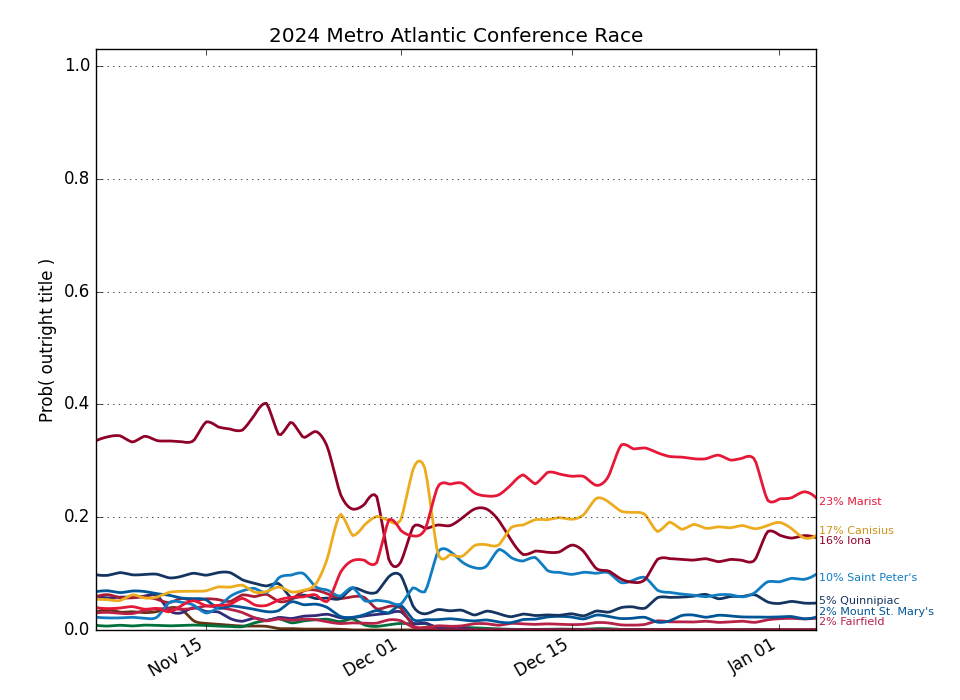 2024 Metro Atlantic Conference Race
Prob( outright title )
1.0
0.8
0.6
0.4
0.2
0.0
23% Marist
17% Canisius
16% Iona
10% Saint Peter's
5% Quinnipiac
2% Mount St. Mary's
2% Fairfield
Nov 15
Dec 01
Dec 15
Jan 01